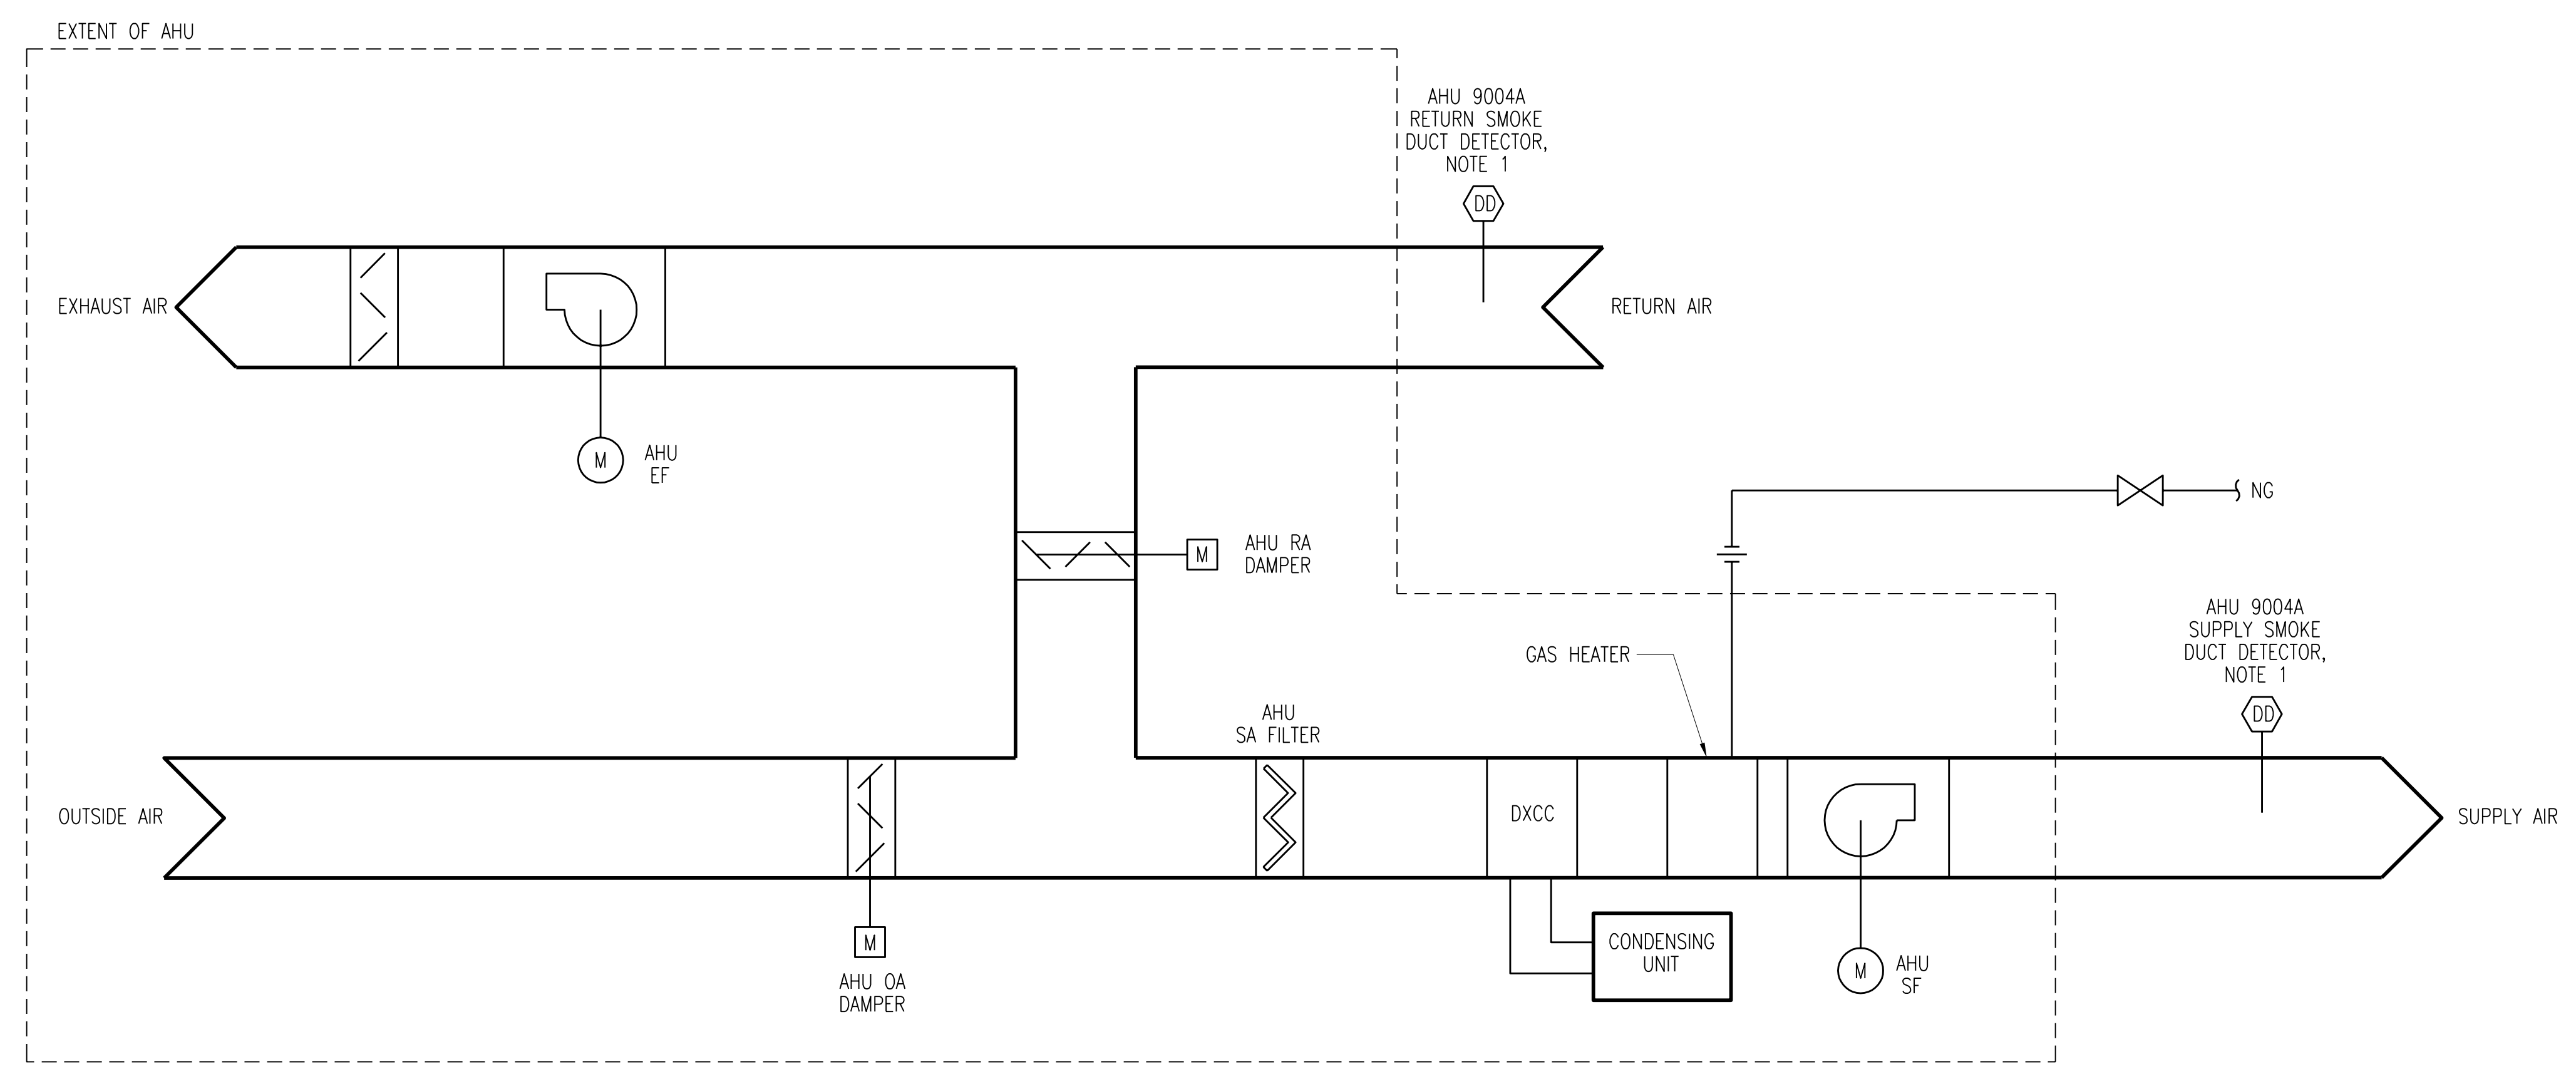 EXTENT OF AHU
AHU 9004A
RETURN SMOKE
DUCT DETECTOR,
NOTE 1
DD
EXHAUST AIR
RETURN AIR
M
AHU
EF
NG
M
AHU RA
DAMPER
AHU 9004A
SUPPLY SMOKE
DUCT DETECTOR,
NOTE 1
DD
GAS HEATER
AHU
SA FILTER
OUTSIDE AIR
DXCC
SUPPLY AIR
M
AHU OA
DAMPER
CONDENSING
UNIT
M
AHU
SF